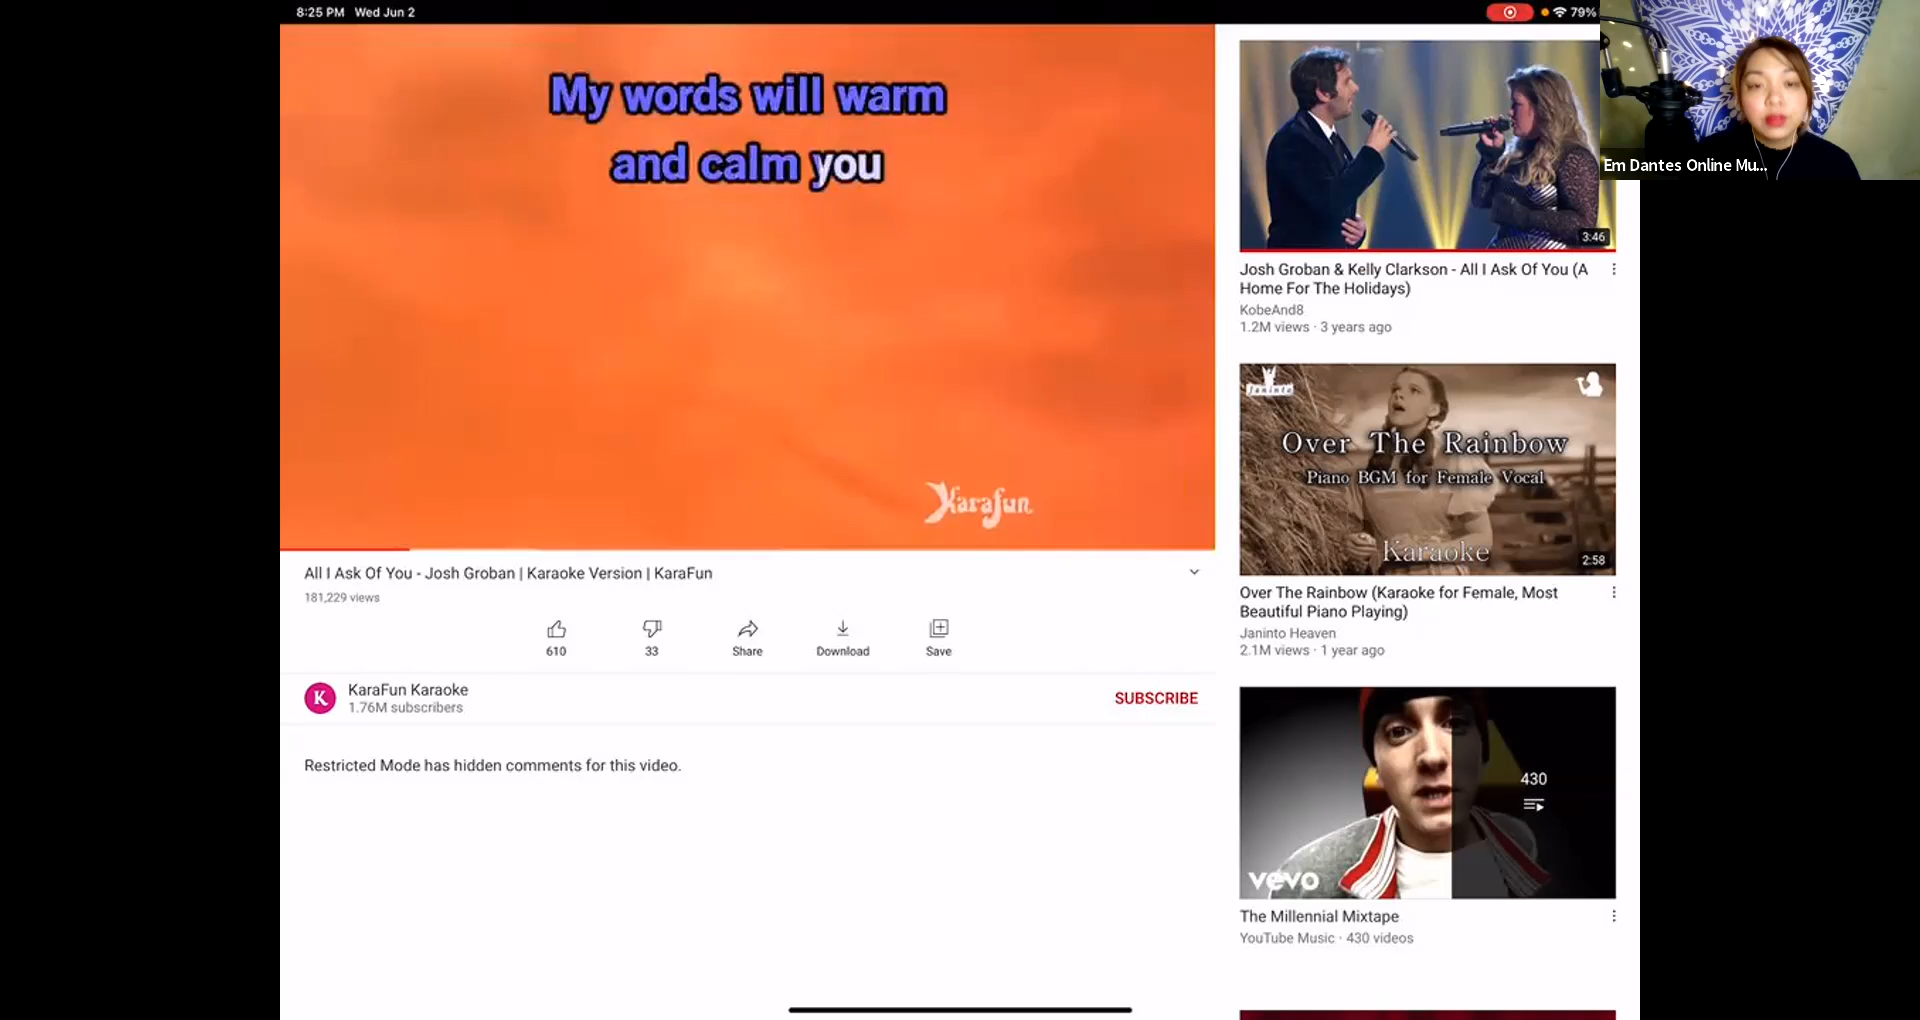 8:25 PM Wed Jun 2
79%
My words will warm
and calm you
Karafun
All I Ask Of You - Josh Groban | Karaoke Version | KaraFun
181,229 views
610
33
Share
Download
Save
K
KaraFun Karaoke
1.76M subscribers
SUBSCRIBE
Restricted Mode has hidden comments for this video.
3:46
Josh Groban & Kelly Clarkson - All I Ask Of You (A
Home For The Holidays)
KobeAnd8
1.2M views · 3 years ago
Janinto
Over The Rainbow
Piano BGM for Female Vocal
Karaoke
2:58
Over The Rainbow (Karaoke for Female, Most
Beautiful Piano Playing)
Janinto Heaven
2.1M views · 1 year ago
430
vevo
The Millennial Mixtape
YouTube Music · 430 videos
Em Dantes Online Mu...